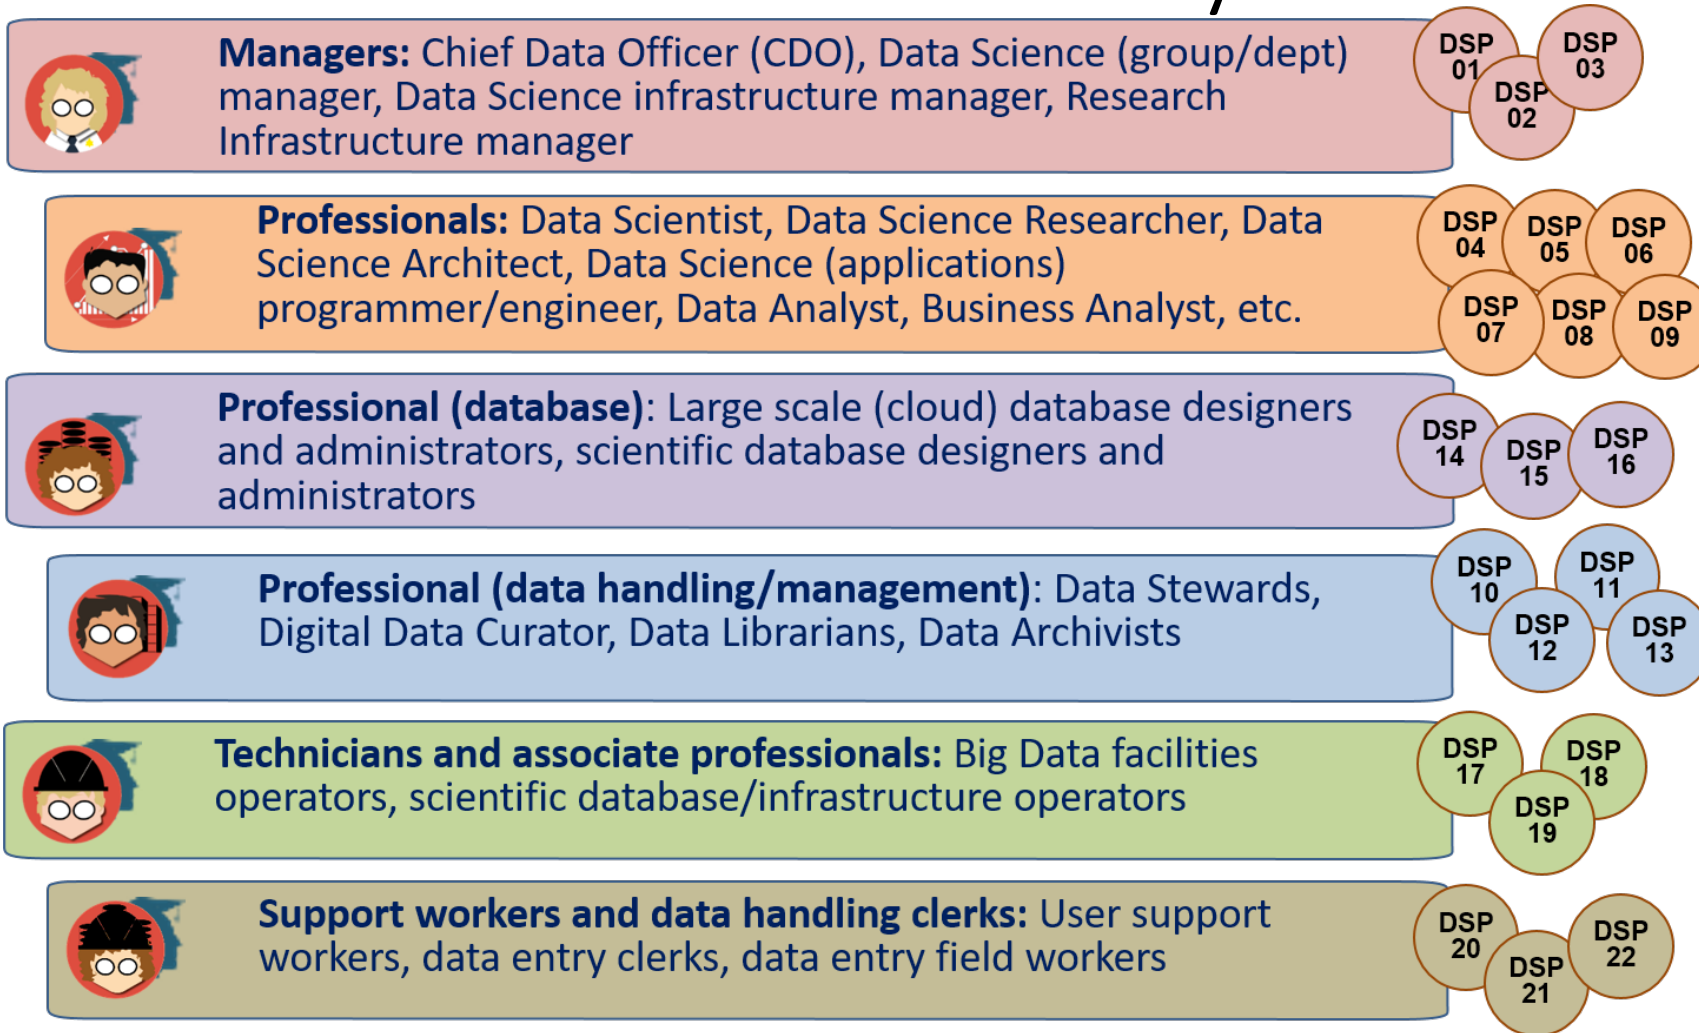 Managers: Chief Data Officer (CDO), Data Science (group/dept)
manager, Data Science infrastructure manager, Research
Infrastructure manager
DSP
01
DSP
02
DSP
03
Professionals: Data Scientist, Data Science Researcher, Data
Science Architect, Data Science (applications)
programmer/engineer, Data Analyst, Business Analyst, etc.
DSP
04
DSP
05
DSP
06
DSP
07
DSP
08
DSP
09
Professional (database): Large scale (cloud) database designers
and administrators, scientific database designers and
administrators
DSP
14
DSP
15
DSP
16
Professional (data handling/management): Data Stewards,
Digital Data Curator, Data Librarians, Data Archivists
DSP
10
DSP
11
DSP
12
DSP
13
Technicians and associate professionals: Big Data facilities
operators, scientific database/infrastructure operators
DSP
17
DSP
18
DSP
19
Support workers and data handling clerks: User support
workers, data entry clerks, data entry field workers
DSP
20
DSP
21
DSP
22